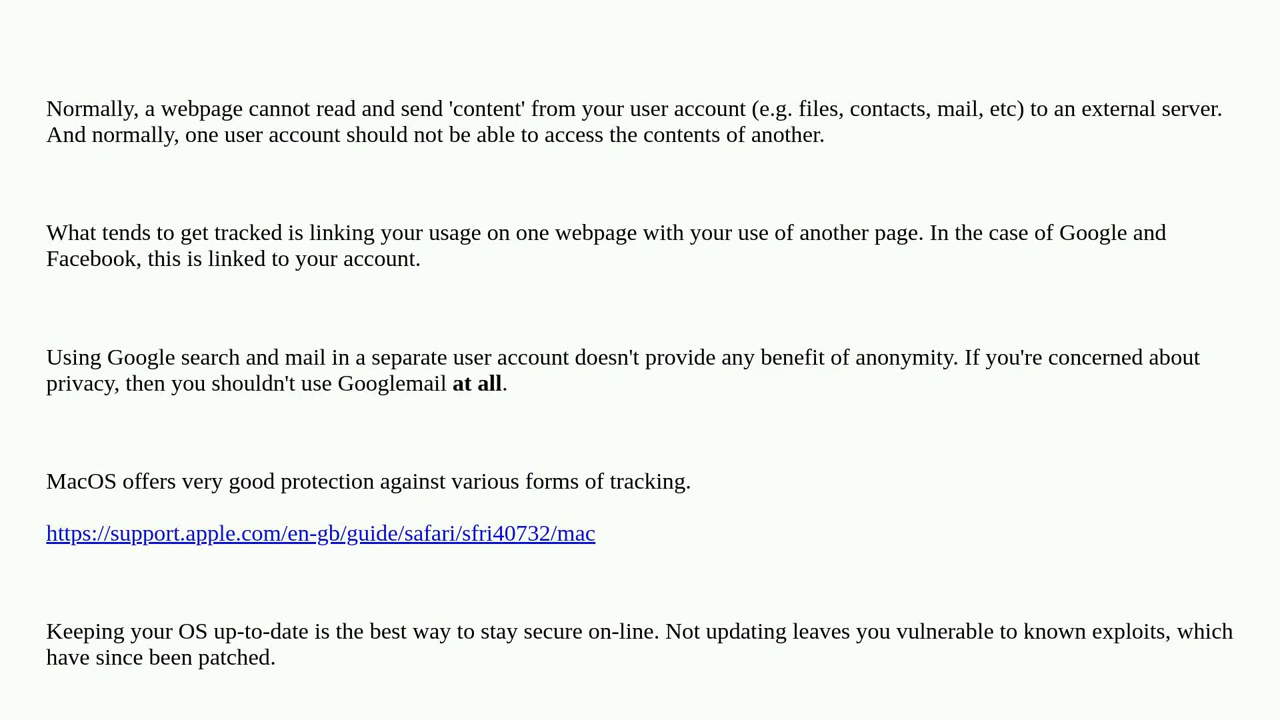 Normally, a webpage cannot read and send 'content' from your user account (e.g. files, contacts, mail, etc) to an external server.
And normally, one user account should not be able to access the contents of another.
What tends to get tracked is linking your usage on one webpage with your use of another page. In the case of Google and
Facebook, this is linked to your account.
Using Google search and mail in a separate user account doesn't provide any benefit of anonymity. If you're concerned about
privacy, then you shouldn't use Googlemail at all.
MacOS offers very good protection against various forms of tracking.
https://support.apple.com/en-gb/guide/safari/sfri40732/mac
Keeping your OS up-to-date is the best way to stay secure on-line. Not updating leaves you vulnerable to known exploits, which
have since been patched.